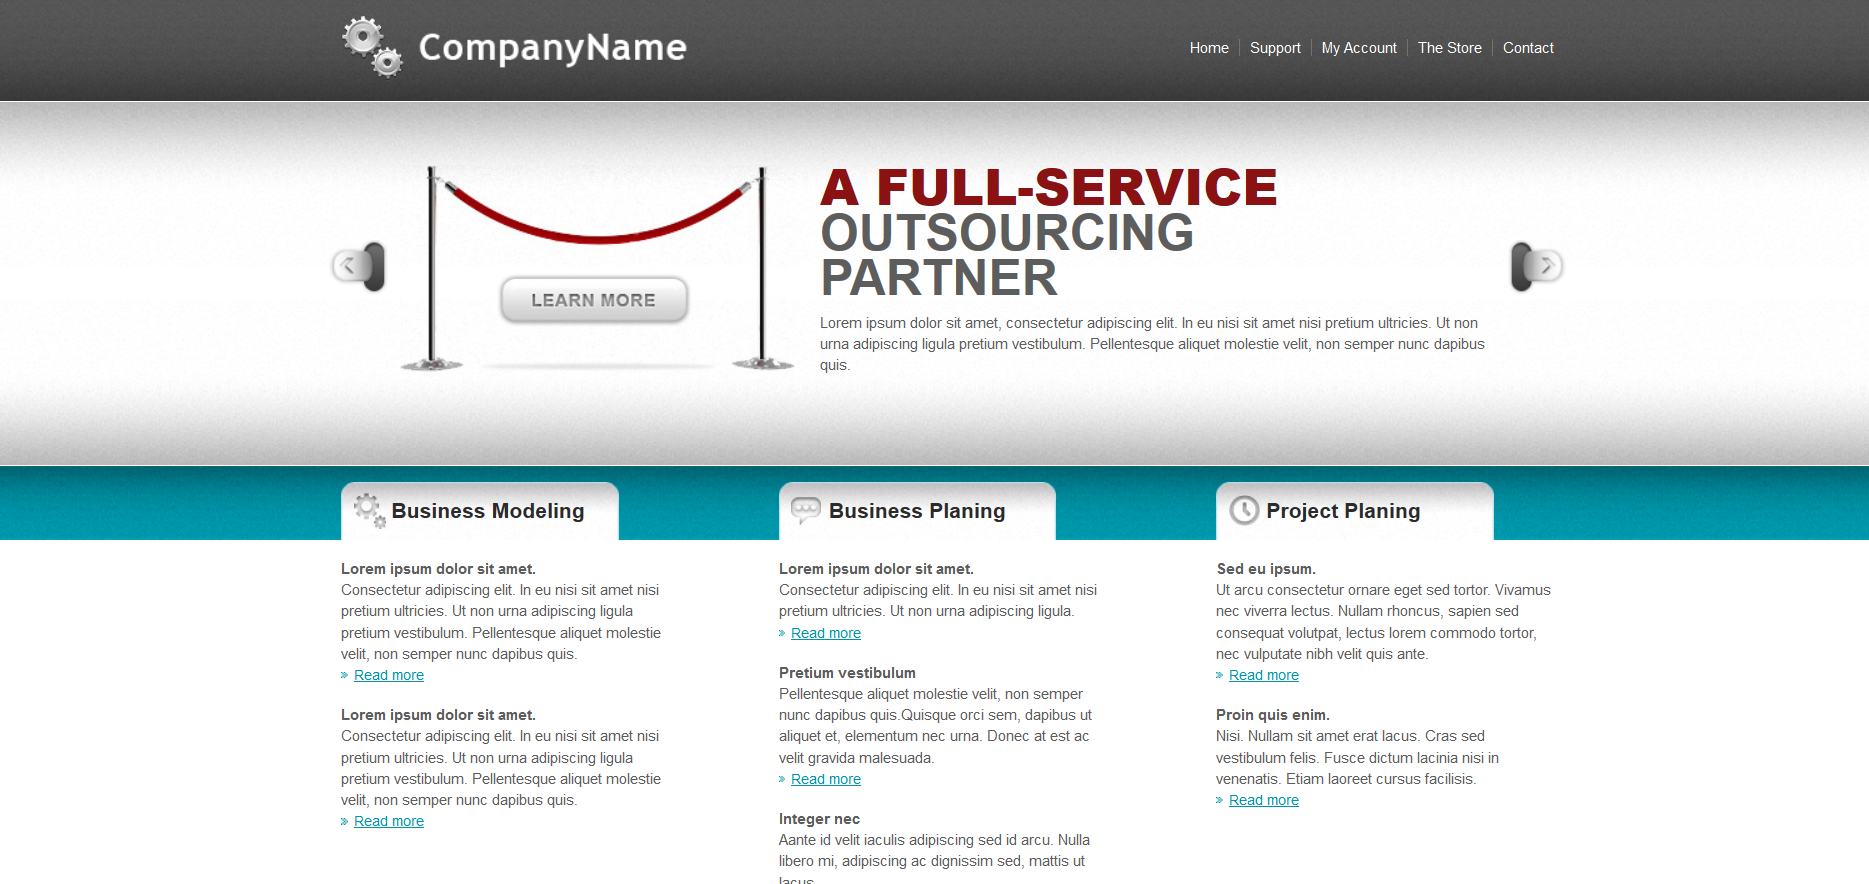 CompanyName
Home
Support
My Account
The Store
Contact
A FULL-SERVICE
OUTSOURCING
PARTNER
LEARN MORE
Lorem ipsum dolor sit amet, consectetur adipiscing elit. In eu nisi sit amet nisi pretium ultricies. Ut non
urna adipiscing ligula pretium vestibulum. Pellentesque aliquet molestie velit, non semper nunc dapibus
quis.
Business Modeling
Lorem ipsum dolor sit amet.
Consectetur adipiscing elit. In eu nisi sit amet nisi
pretium ultricies. Ut non urna adipiscing ligula
pretium vestibulum. Pellentesque aliquet molestie
velit, non semper nunc dapibus quis.
Read more
Lorem ipsum dolor sit amet.
Consectetur adipiscing elit. In eu nisi sit amet nisi
pretium ultricies. Ut non urna adipiscing ligula
pretium vestibulum. Pellentesque aliquet molestie
velit, non semper nunc dapibus quis.
Read more
Business Planing
Lorem ipsum dolor sit amet.
Consectetur adipiscing elit. In eu nisi sit amet nisi
pretium ultricies. Ut non urna adipiscing ligula.
Read more
Pretium vestibulum
Pellentesque aliquet molestie velit, non semper
nunc dapibus quis.Quisque orci sem, dapibus ut
aliquet et, elementum nec urna. Donec at est ac
velit gravida malesuada.
Read more
Integer nec
Aante id velit iaculis adipiscing sed id arcu. Nulla
libero mi, adipiscing ac dignissim sed, mattis ut
lacus
Project Planing
Sed eu ipsum.
Ut arcu consectetur ornare eget sed tortor. Vivamus
nec viverra lectus. Nullam rhoncus, sapien sed
consequat volutpat, lectus lorem commodo tortor,
nec vulputate nibh velit quis ante.
Read more
Proin quis enim.
Nisi. Nullam sit amet erat lacus. Cras sed
vestibulum felis. Fusce dictum lacinia nisi in
venenatis. Etiam laoreet cursus facilisis.
Read more